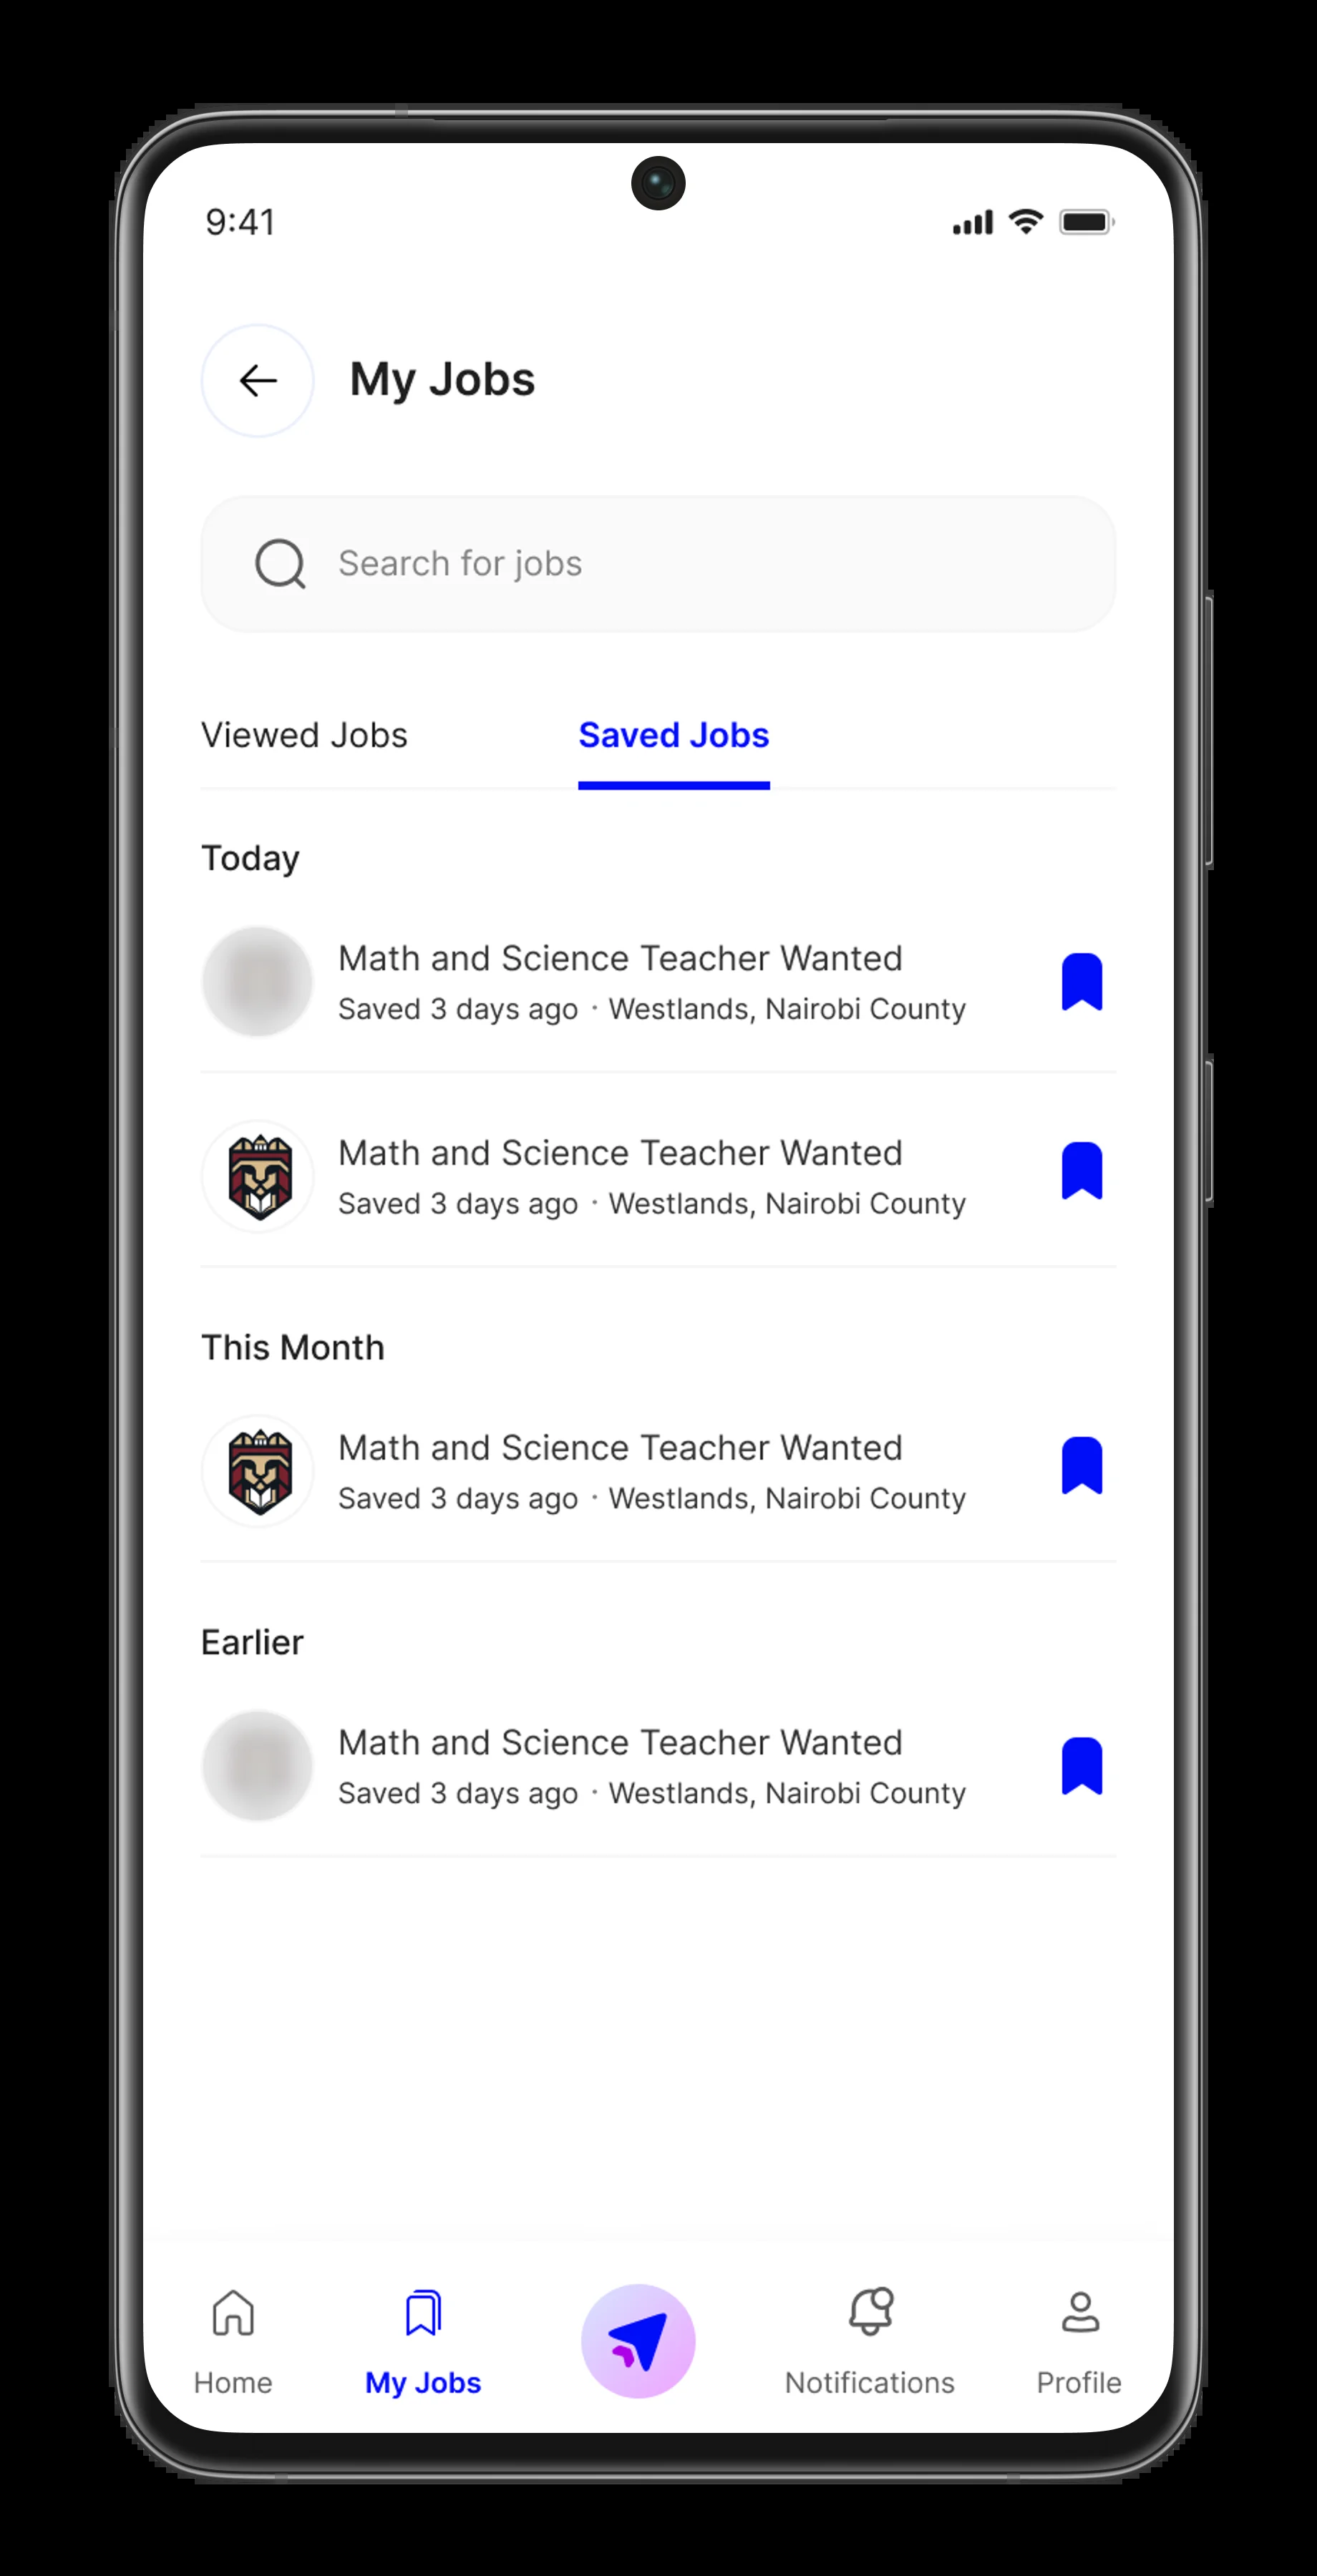 9:41
My Jobs
Search for jobs
Viewed Jobs
Saved Jobs
Today
Math and Science Teacher Wanted
Saved 3 days ago · Westlands, Nairobi County
Math and Science Teacher Wanted
Saved 3 days ago · Westlands, Nairobi County
This Month
Math and Science Teacher Wanted
Saved 3 days ago · Westlands, Nairobi County
Earlier
Math and Science Teacher Wanted
Saved 3 days ago · Westlands, Nairobi County
Home
My Jobs
Notifications
Profile